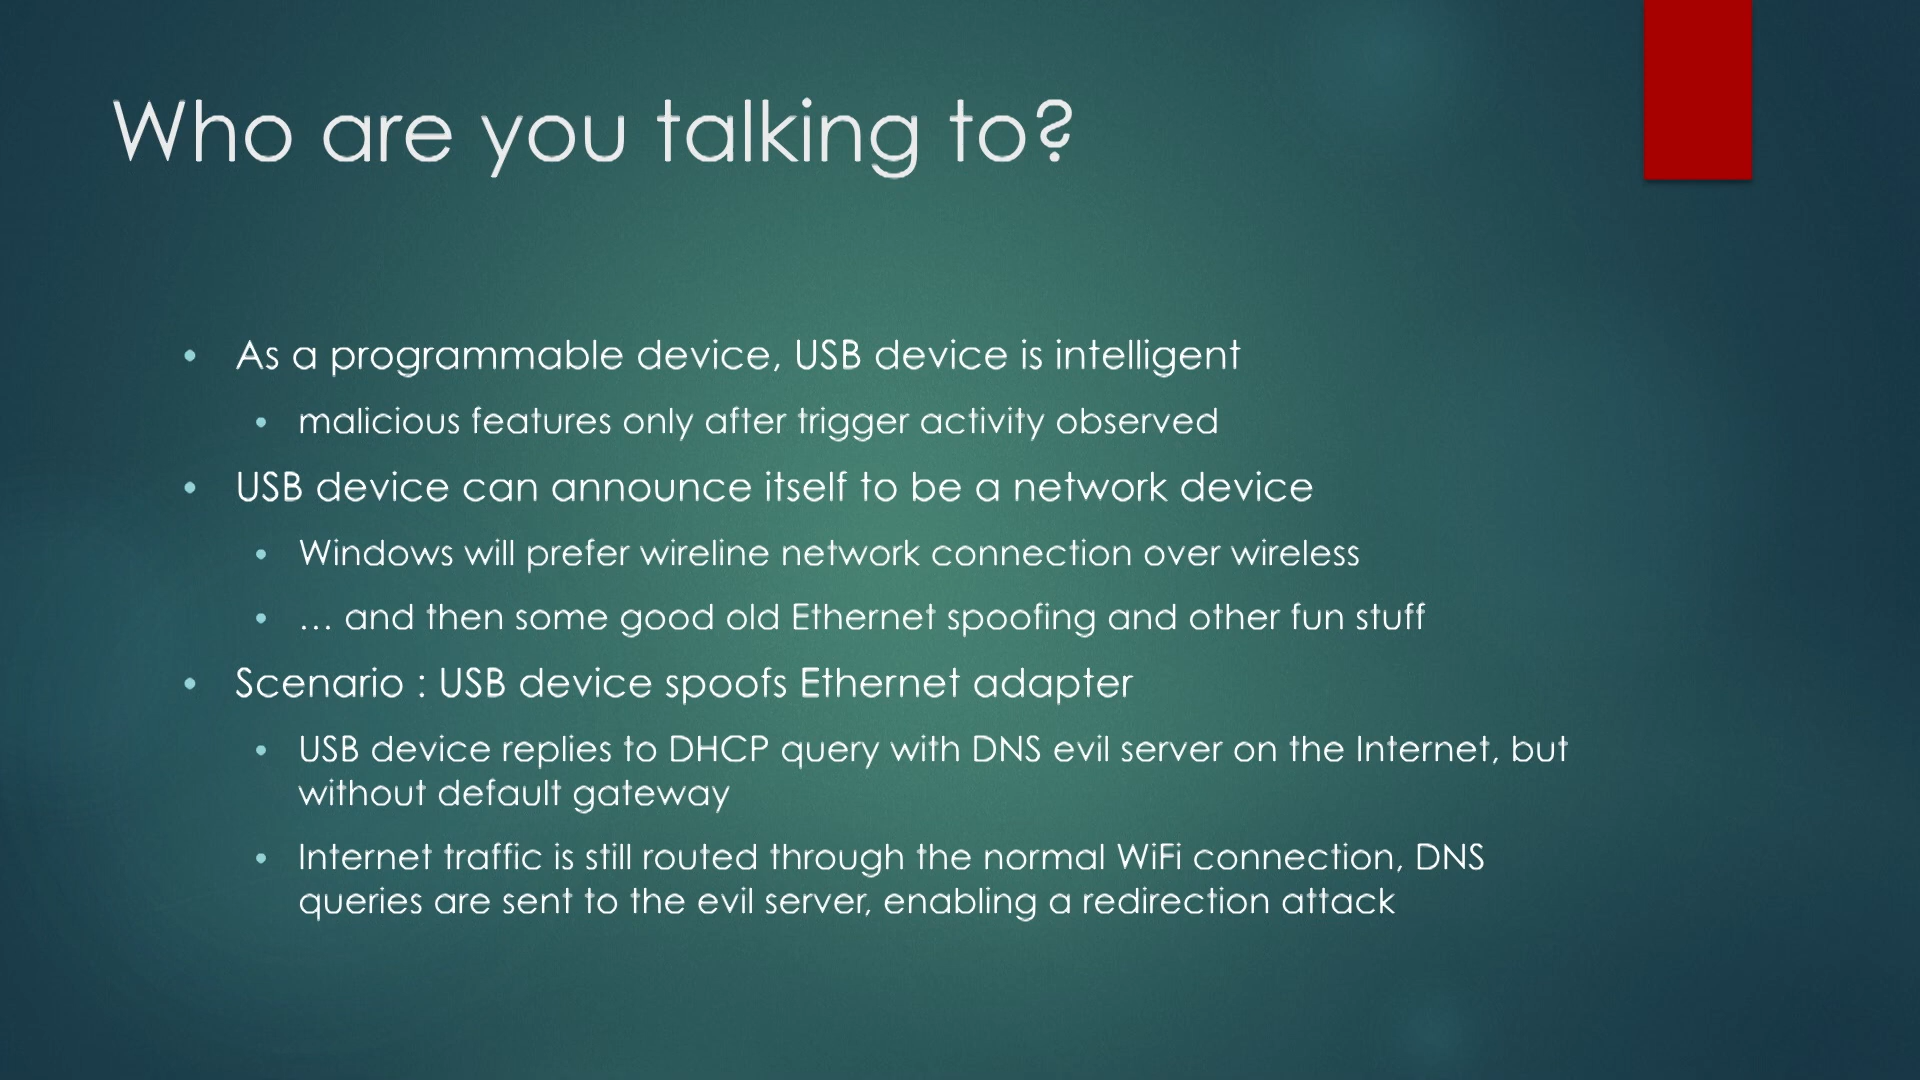 Who are you talking to?
• As a programmable device, USB device is intelligent
• malicious features only after trigger activity observed
• USB device can announce itself to be a network device
• Windows will prefer wireline network connection over wireless
• … and then some good old Ethernet spoofing and other fun stuff
• Scenario : USB device spoofs Ethernet adapter
• USB device replies to DHCP query with DNS evil server on the Internet, but
without default gateway
• Internet traffic is still routed through the normal WiFi connection, DNS
queries are sent to the evil server, enabling a redirection attack